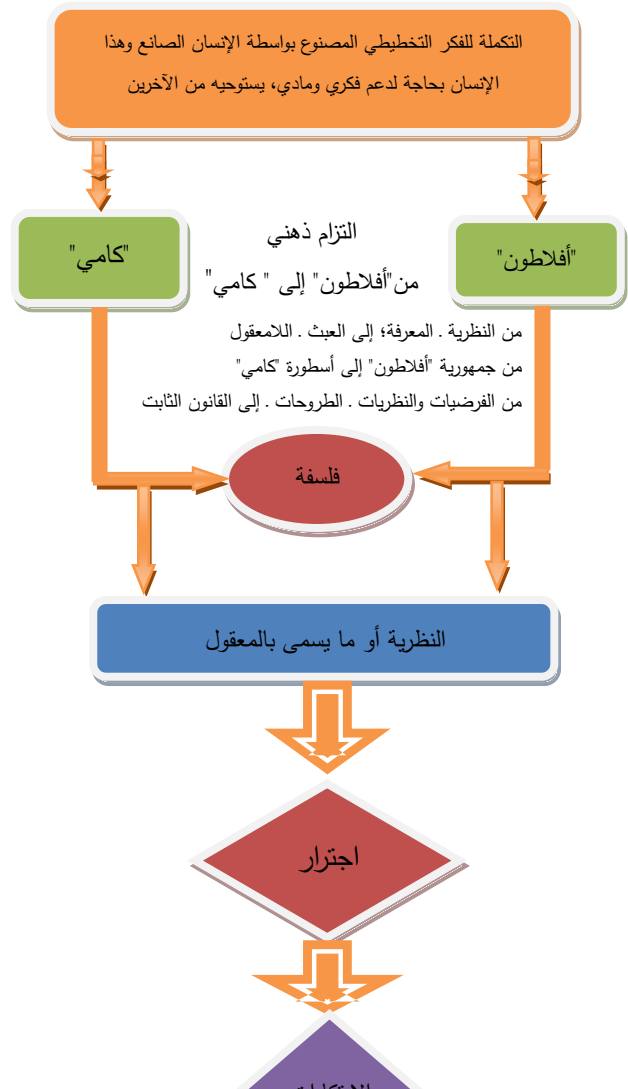 التكملة للفكر التخطيطي المصنوع بواسطة الإنسان الصانع وهذا
الإنسان بحاجة لدعم فكري ومادي، يستوحيه من الآخرين
"أفلاطون"
التزام ذهني
من"أفلاطون" إلى " كامي"
"كامي"
من النظرية . المعرفة؛ إلى العبث . اللامعقول
من جمهورية "أفلاطون" إلى أسطورة "كامي"
من الفرضيات والنظريات . الطروحات . إلى القانون الثابت
فلسفة
النظرية أو ما يسمى بالمعقول
اجترار